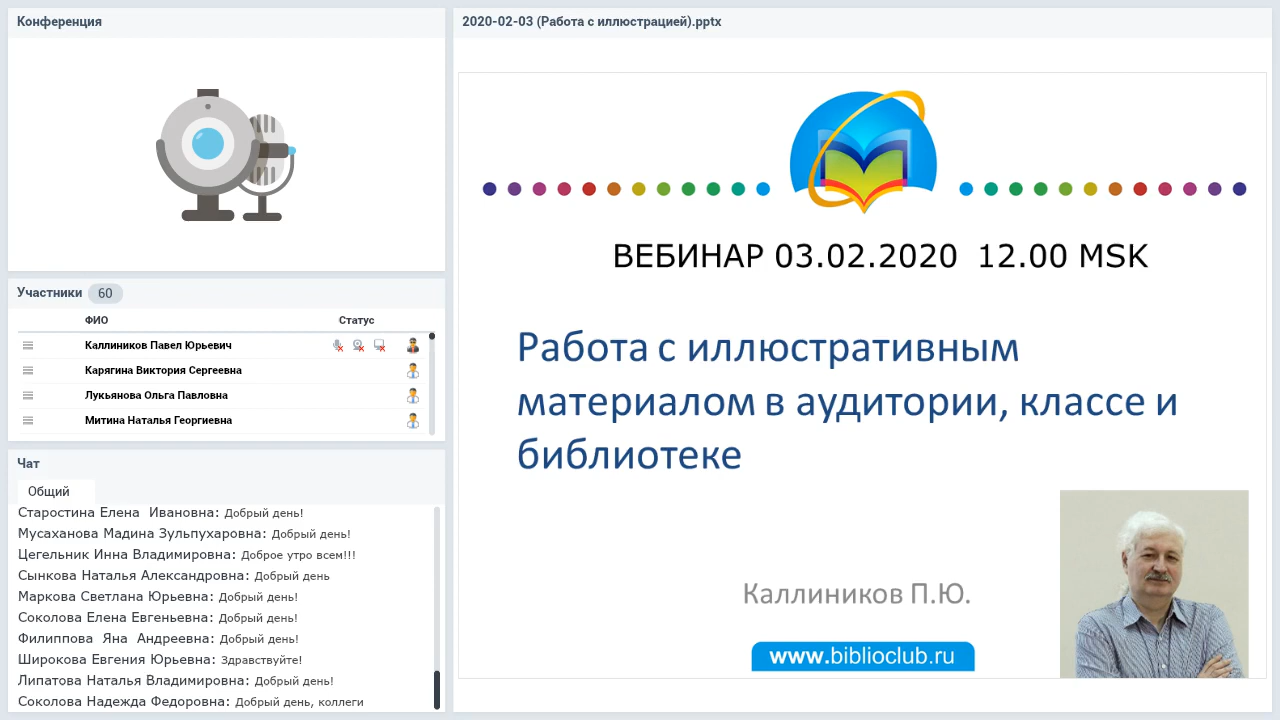 Конференция
Участники 60
ФИО Статус
Каллиников Павел Юрьевич
Карягина Виктория Сергеевна
Лукьянова Ольга Павловна
Митина Наталья Георгиевна
Чат
Общий
Старостина Елена Ивановна: Добрый день!
Мусаханова Мадина Зульпухаровна: Добрый день!
Цегельник Инна Владимировна: Доброе утро всем!!!
Сынкова Наталья Александровна: Добрый день
Маркова Светлана Юрьевна: Добрый день!
Соколова Елена Евгеньевна: Добрый день!
Филиппова Яна Андреевна: Добрый день!
Широкова Евгения Юрьевна: Здравствуйте!
Липатова Наталья Владимировна: Добрый день!
Соколова Надежда Федоровна: Добрый день, коллеги
2020-02-03 (Работа с иллюстрацией).pptx
ВЕБИНАР 03.02.2020 12.00 MSK
Работа с иллюстративным
материалом в аудитории, классе и
библиотеке
Каллиников П.Ю.
www.biblioclub.ru